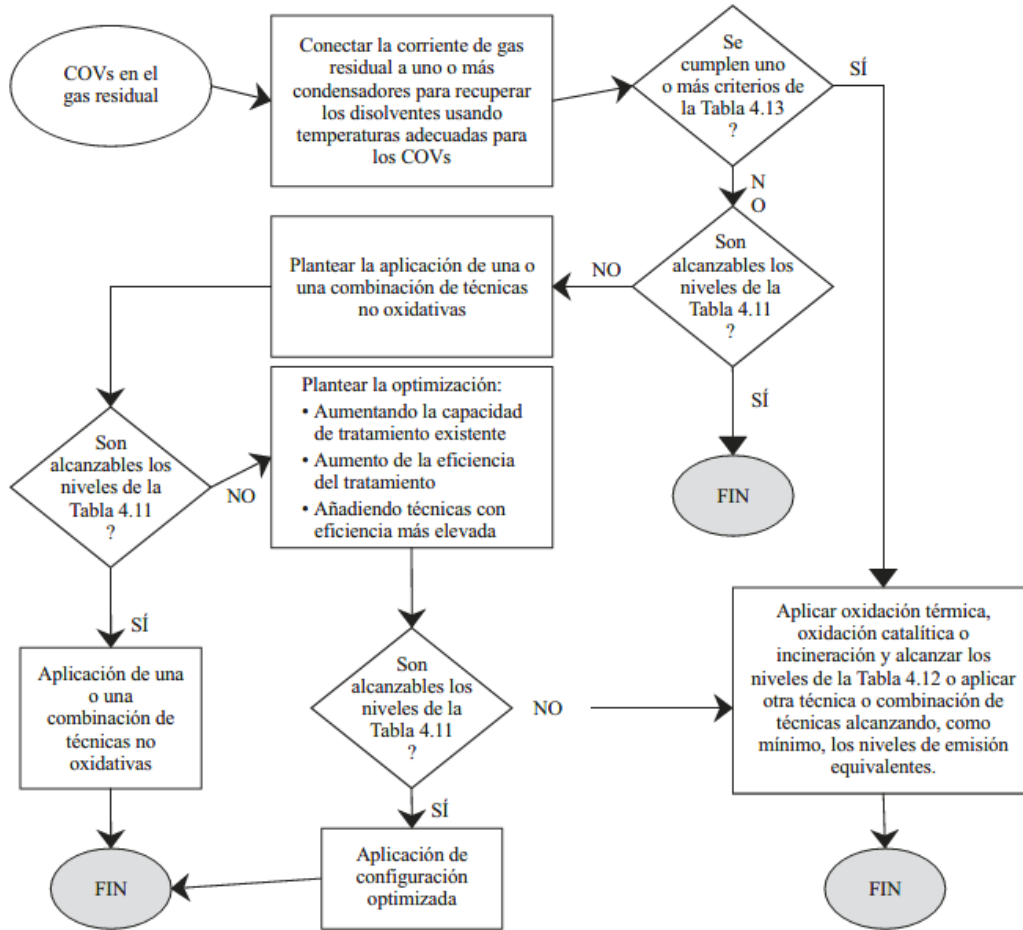 COVs en el
gas residual
Conectar la corriente de gas
residual a uno o más
condensadores para recuperar
los disolventes usando
temperaturas adecuadas para
los COVs
Se
cumplen uno
o más criterios de
la Tabla 4.13
?
SÍ
N
O
Son
alcanzables los
niveles de la
Tabla 4.11
?
NO
SÍ
FIN
Plantear la aplicación de una o
una combinación de técnicas
no oxidativas
Son
alcanzables los
niveles de la
Tabla 4.11
?
NO
SÍ
Plantear la optimización:
• Aumentando la capacidad
de tratamiento existente
• Aumento de la eficiencia
del tratamiento
• Añadiendo técnicas con
eficiencia más elevada
Aplicación de una
o una
combinación de
técnicas no
oxidativas
Son
alcanzables los
niveles de la
Tabla 4.11
?
NO
SÍ
Aplicar oxidación térmica,
oxidación catalítica o
incineración y alcanzar los
niveles de la Tabla 4.12 o aplicar
otra técnica o combinación de
técnicas alcanzando, como
mínimo, los niveles de emisión
equivalentes.
FIN
Aplicación de
configuración
optimizada
FIN